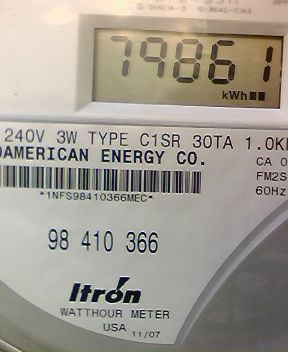 79861
kWh
240V 3W TYPE C1SR 30TA 1.0K
AMERICAN ENERGY CO.
CA 0
FM2S
60Hz
*1NFS98410366MEC*
98 410 366
Itron
WATTHOUR METER
USA 11/07